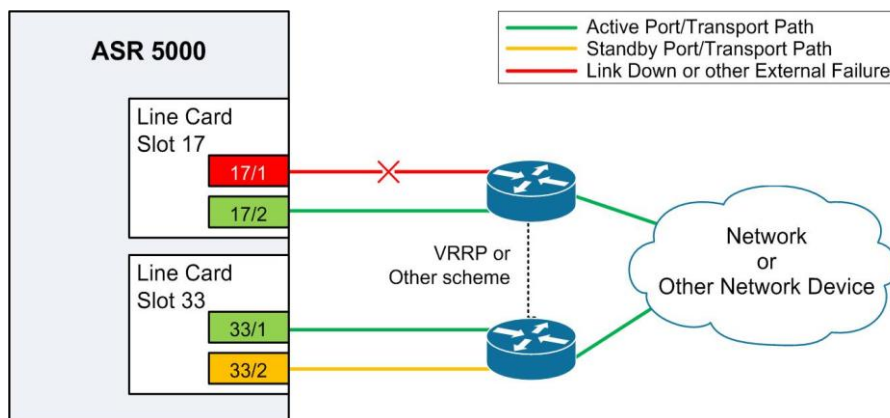 ASR 5000
Active Port/Transport Path
Standby Port/Transport Path
Link Down or other External Failure
Line Card
Slot 17
17/1
17/2
VRRP or
Other scheme
Network
or
Other Network Device
Line Card
Slot 33
33/1
33/2